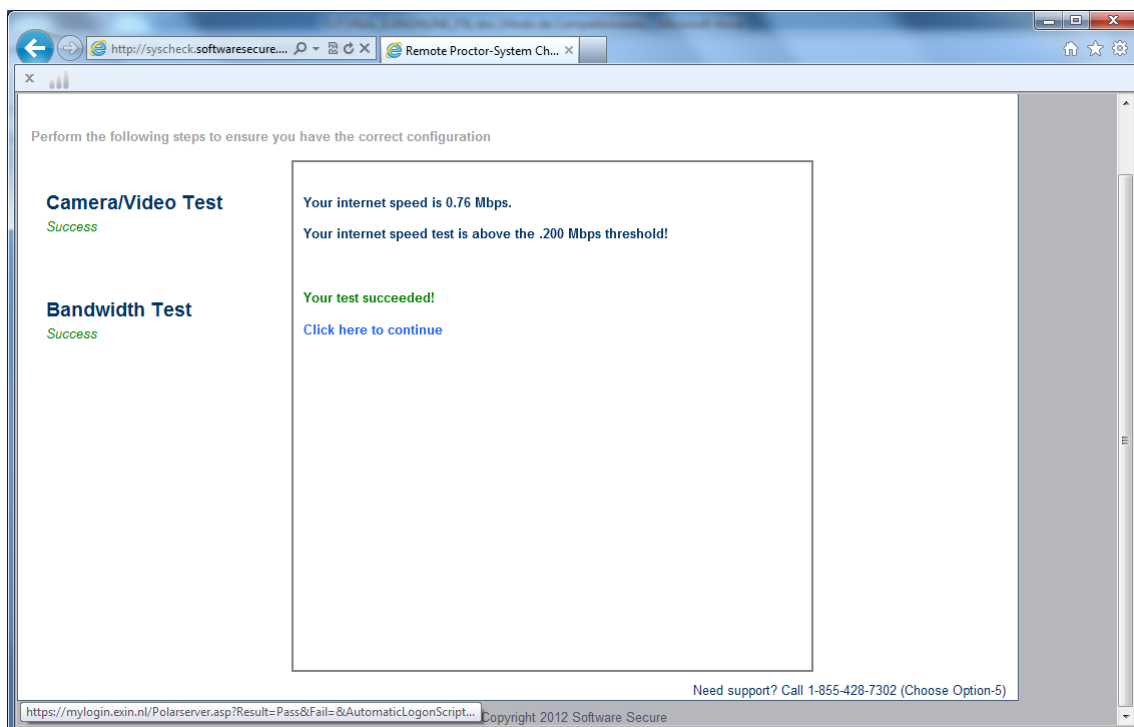 http://syscheck.softwaresecure....
Remote Proctor-System Ch...
Perform the following steps to ensure you have the correct configuration
Camera/Video Test
Success
Your internet speed is 0.76 Mbps.
Your internet speed test is above the .200 Mbps threshold!
Bandwidth Test
Success
Your test succeeded!
Click here to continue
Need support? Call 1-855-428-7302 (Choose Option-5)
https://mylogin.exin.nl/Polarserver.asp?Result=Pass&Fail=&AutomaticLogonScript...
Copyright 2012 Software Secure